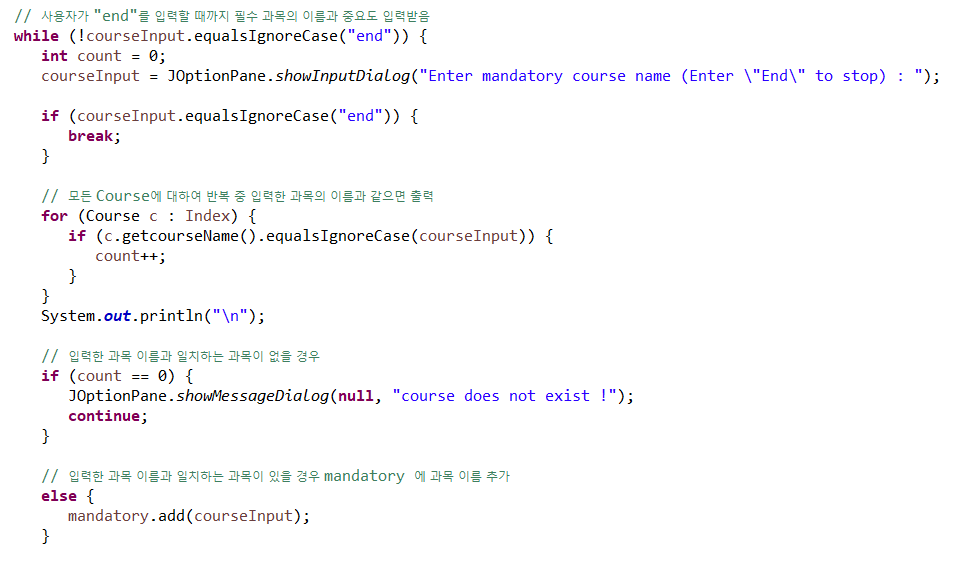 // 사용자가 "end"를 입력할 때까지 필수 과목의 이름과 중요도 입력받음
while (!courseInput.equalsIgnoreCase("end")) {
int count = 0;
courseInput = JOptionPane.showInputDialog("Enter mandatory course name (Enter \"End\" to stop) : ");
if (courseInput.equalsIgnoreCase("end")) {
break;
}
// 모든 Course에 대하여 반복 중 입력한 과목의 이름과 같으면 출력
for (Course c : Index) {
if (c.getcourseName().equalsIgnoreCase(courseInput)) {
count++;
}
}
System.out.println("\n");
// 입력한 과목 이름과 일치하는 과목이 없을 경우
if (count == 0) {
JOptionPane.showMessageDialog(null, "course does not exist !");
continue;
}
// 입력한 과목 이름과 일치하는 과목이 있을 경우 mandatory 에 과목 이름 추가
else {
mandatory.add(courseInput);
}